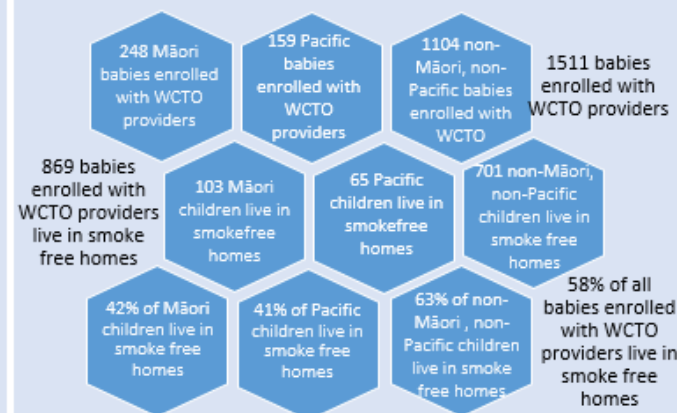 248 Māori
babies enrolled
with WCTO
providers
159 Pacific
babies
enrolled with
WCTO
providers
1104 non-
Māori, non-
Pacific babies
enrolled with
WCTO
1511 babies
enrolled with
WCTO providers
869 babies
enrolled with
WCTO providers
live in smoke
free homes
103 Māori
children live in
smokefree
homes
65 Pacific
children live in
smokefree
homes
701 non-Māori,
non-Pacific
children live in
smoke free
homes
42% of Māori
children live in
smoke free
homes
41% of Pacific
children live in
smoke free
homes
63% of non-
Māori , non-
Pacific children
live in smoke
free homes
58% of all
babies enrolled
with WCTO
providers live in
smoke free
homes